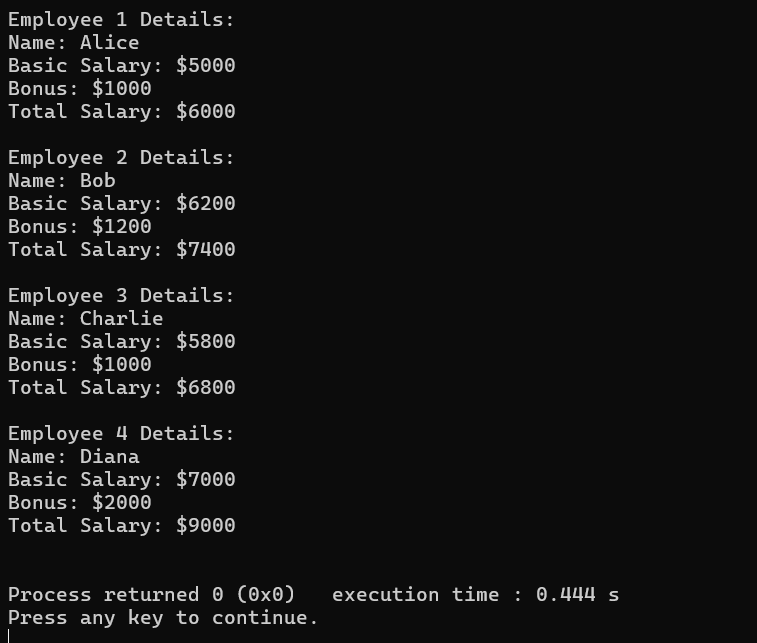 Employee 1 Details:
Name: Alice
Basic Salary: $5000
Bonus: $1000
Total Salary: $6000

Employee 2 Details:
Name: Bob
Basic Salary: $6200
Bonus: $1200
Total Salary: $7400

Employee 3 Details:
Name: Charlie
Basic Salary: $5800
Bonus: $1000
Total Salary: $6800

Employee 4 Details:
Name: Diana
Basic Salary: $7000
Bonus: $2000
Total Salary: $9000

Process returned 0 (0x0)   execution time : 0.444 s
Press any key to continue.